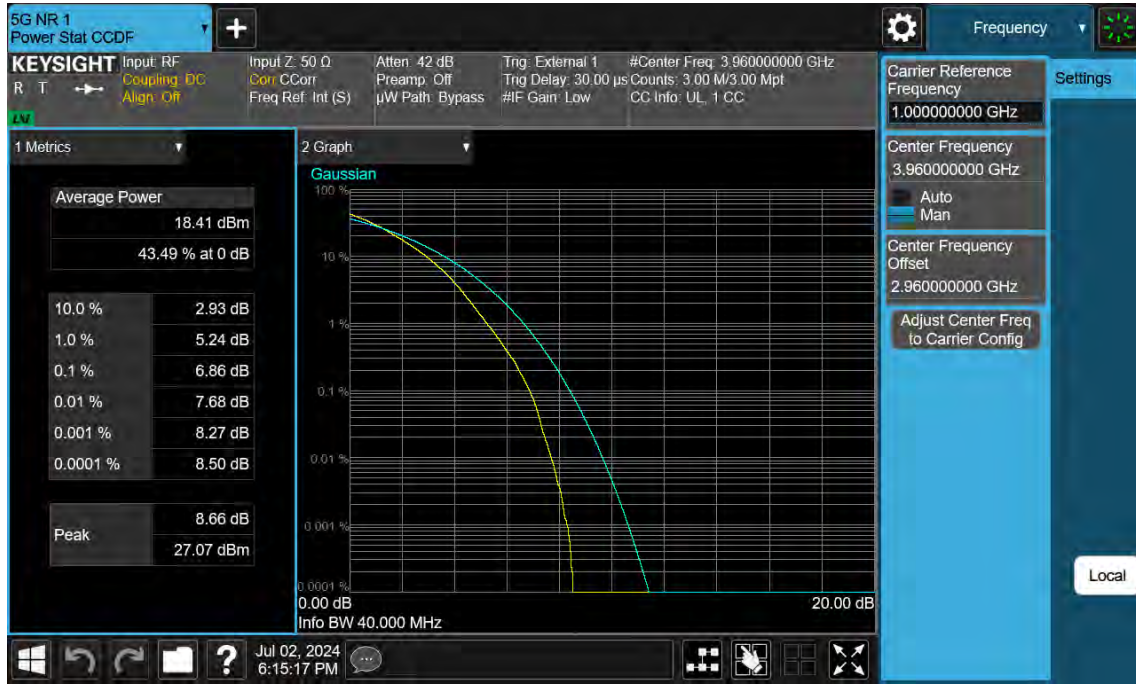 5G NR 1
Power Stat CCDF
+
Frequency
KEYSIGHT
R T
LXI
Input: RF
Coupling: DC
Align: Off
Input Z: 50 Ω
Corr CCorr
Freq Ref: Int (S)
Atten: 42 dB
Preamp: Off
µW Path: Bypass
Trig: External 1
Trig Delay: 30.00 µs
#IF Gain: Low
#Center Freq: 3.960000000 GHz
Counts: 3.00 M/3.00 Mpt
CC Info: UL, 1 CC
Carrier Reference
Frequency
1.000000000 GHz
Settings
Center Frequency
3.960000000 GHz
Auto
Man
Center Frequency
Offset
2.960000000 GHz
Adjust Center Freq
to Carrier Config
Local
1 Metrics
Average Power
18.41 dBm
43.49 % at 0 dB
10.0 % 2.93 dB
1.0 % 5.24 dB
0.1 % 6.86 dB
0.01 % 7.68 dB
0.001 % 8.27 dB
0.0001 % 8.50 dB
Peak
8.66 dB
27.07 dBm
2 Graph
Gaussian
100 %
10 %
1 %
0.1 %
0.01 %
0.001 %
0.0001 %
0.00 dB 20.00 dB
Info BW 40.000 MHz
?
Jul 02, 2024
6:15:17 PM